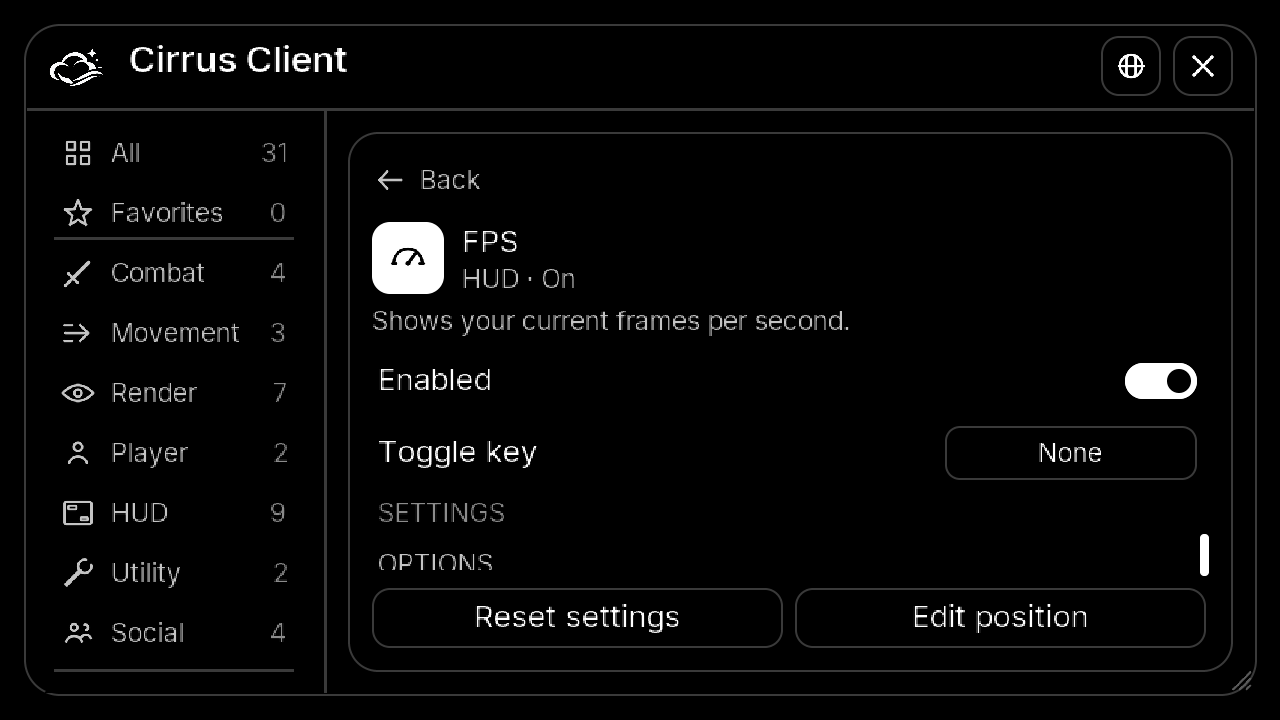 Cirrus Client
All 31
Favorites 0
Combat 4
Movement 3
Render 7
Player 2
HUD 9
Utility 2
Social 4
Back
FPS
HUD · On
Shows your current frames per second.
Enabled
Toggle key None
SETTINGS
OPTIONS
Reset settings Edit position